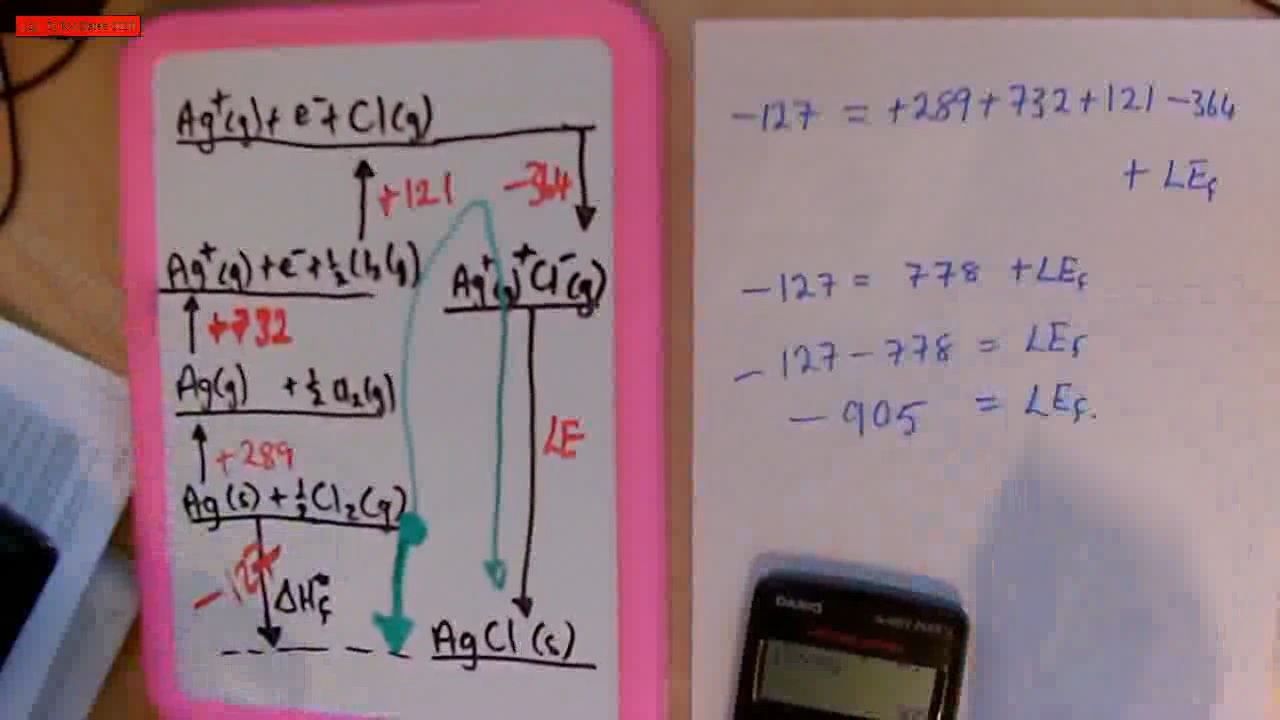 Ag⁺(g) + e⁻ + Cl(g)
+121
-364
Ag⁺(g) + e⁻ + ½Cl₂(g)
Ag⁺(g) + Cl⁻(g)
+732
Ag(g) + ½Cl₂(g)
+289
LE
Ag(s) + ½Cl₂(g)
-127
ΔHf°
AgCl(s)
-127 = +289 + 732 + 121 - 364
+ LEf
-127 = 778 + LEf
-127 - 778 = LEf
-905 = LEf.
CASIO